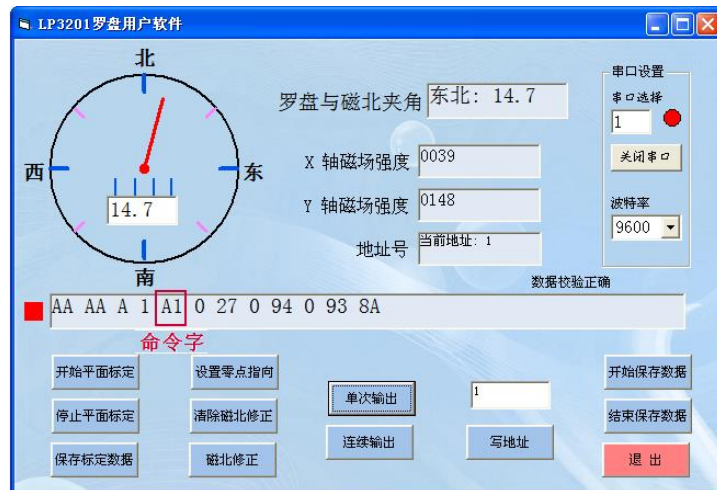 LP3201罗盘用户软件
北
西
东
南
14.7
罗盘与磁北夹角
东北: 14.7
X 轴磁场强度
0039
Y 轴磁场强度
0148
地址号
当前地址: 1
串口设置
串口选择
1
关闭串口
波特率
9600
数据校验正确
AA AA A 1 A1 0 27 0 94 0 93 8A
命令字
开始平面标定
设置零点指向
单次输出
1
开始保存数据
停止平面标定
清除磁北修正
连续输出
写地址
结束保存数据
保存标定数据
磁北修正
退 出